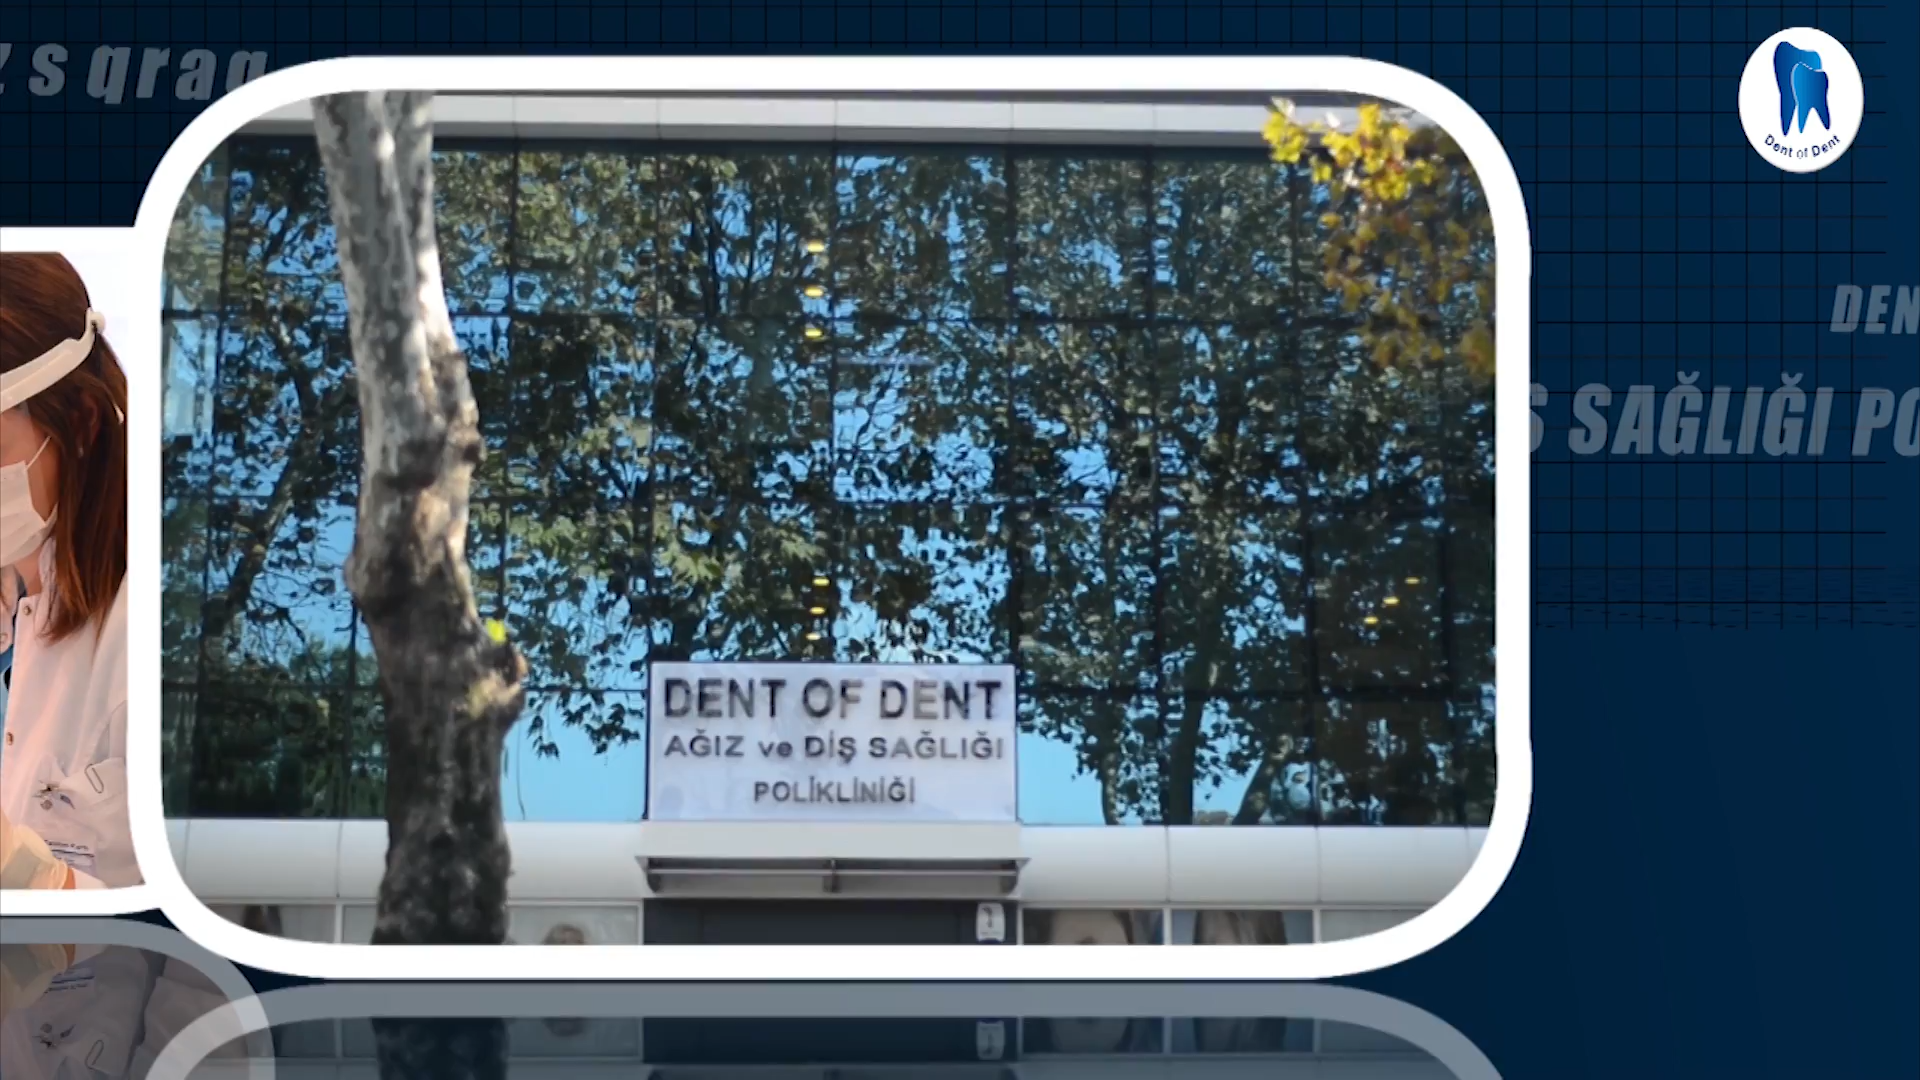 Dent of Dent
DEN
SAĞLIĞI PO
DENT OF DENT
AĞIZ ve DİŞ SAĞLIĞI
POLİKLİNİĞİ